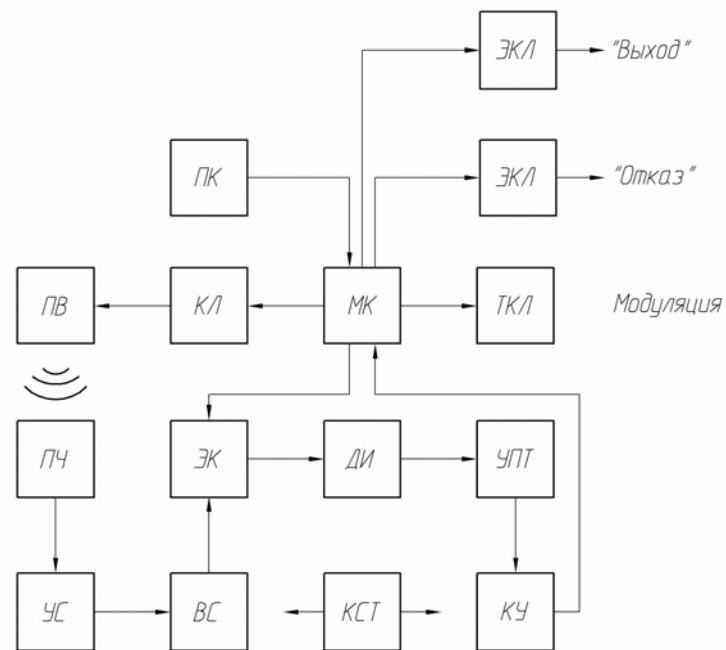 ЭКЛ "Выход"
ПК ЭКЛ "Отказ"
ПВ КЛ МК ТКЛ Модуляция
ПЧ ЭК ДИ УПТ
УС ВС КСТ КУ